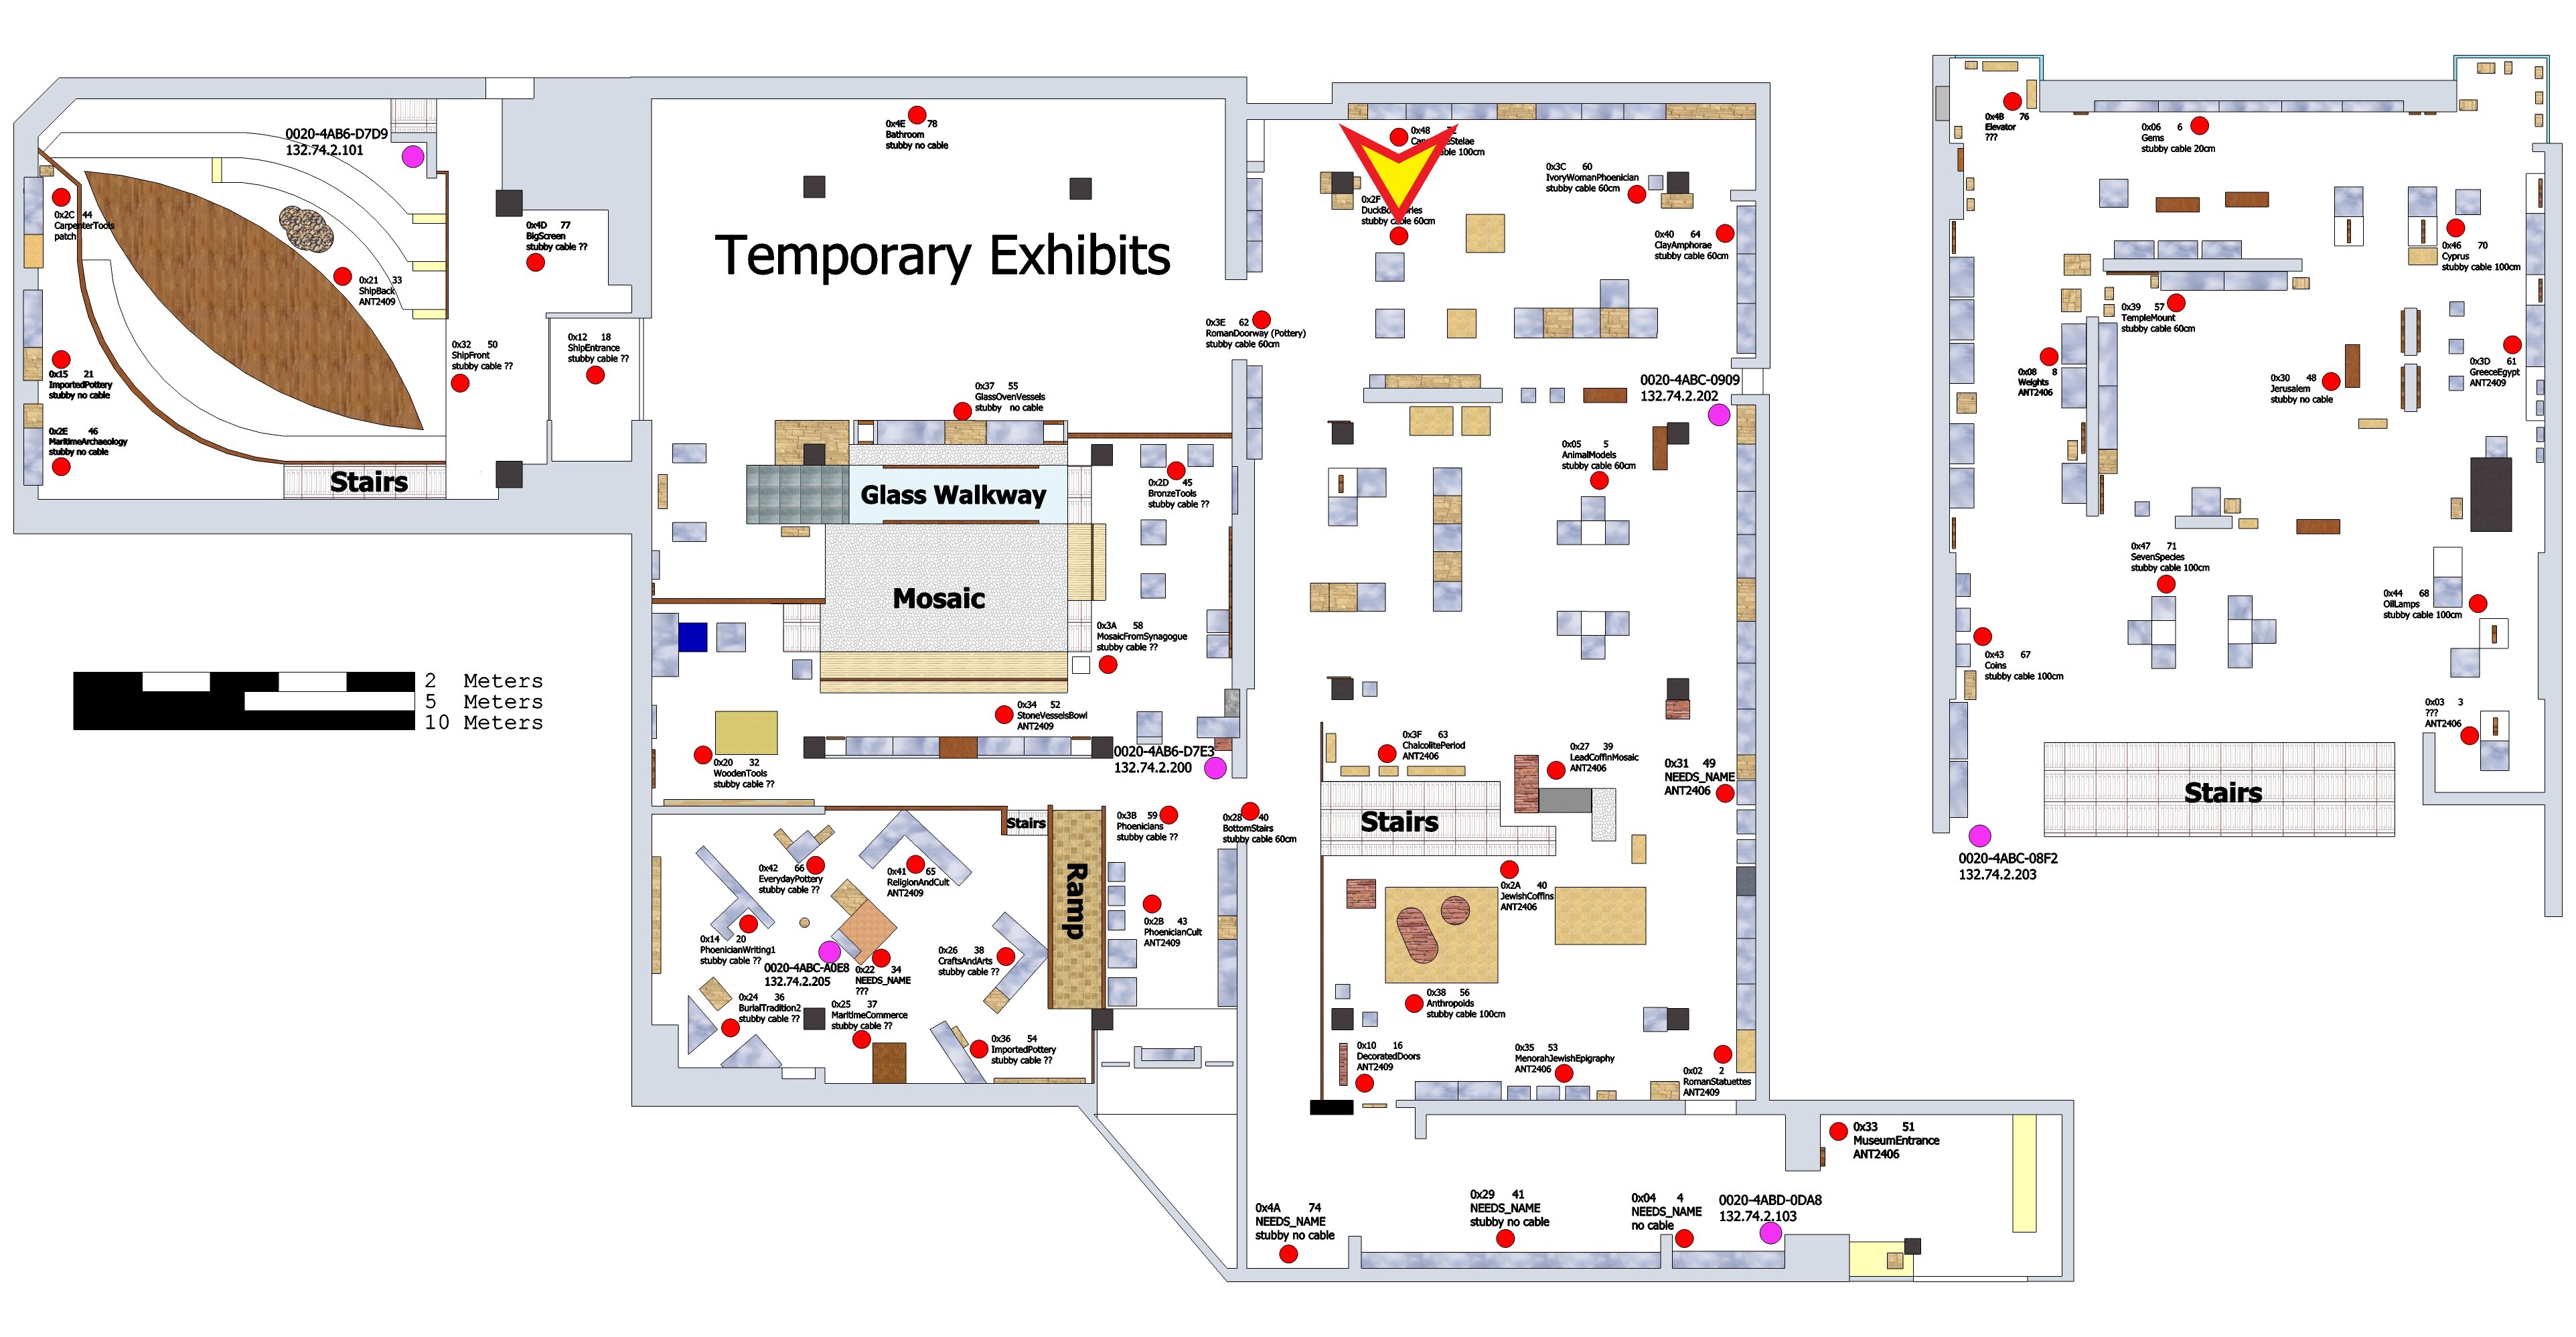 0020-4AB6-D7D9
132.74.2.101
0x2C 44
CarpenterTools
patch
0x21 33
ShipBack
ANT2409
0x15 21
ImportedPottery
stubby no cable
0x2E 46
MaritimeArchaeology
stubby no cable
Stairs
0x32 50
ShipFront
stubby cable ??
0x4D 77
BigScreen
stubby cable ??
0x12 18
ShipEntrance
stubby cable ??
2 Meters
5 Meters
10 Meters
0x4E 78
Bathroom
stubby no cable
Temporary Exhibits
0x37 55
GlassOvenVessels
stubby no cable
Glass Walkway
Mosaic
0x2D 45
BronzeTools
stubby cable ??
0x3A 58
MosaicFromSynagogue
stubby cable ??
0x34 52
StoneVesselsBowl
ANT2409
0x20 32
WoodenTools
stubby cable ??
0020-4AB6-D7E3
132.74.2.200
Stairs
Ramp
0x3B 59
Phoenicians
stubby cable ??
0x28 40
BottomStairs
stubby cable 60cm
0x42 66
EverydayPottery
stubby cable ??
0x41 65
ReligionAndCult
ANT2409
0x14 20
PhoenicianWriting1
stubby cable ??
0020-4ABC-A0E8
132.74.2.205
0x22 34
NEEDS_NAME
???
0x26 38
CraftsAndArts
stubby cable ??
0x2B 43
PhoenicianCult
ANT2409
0x24 36
BurialTradition2
stubby cable ??
0x25 37
MaritimeCommerce
stubby cable ??
0x36 54
ImportedPottery
stubby cable ??
0x48
100cm
0x2F
stubby cable 60cm
0x3C 60
IvoryWomanPhoenician
stubby cable 60cm
0x40 64
ClayAmphorae
stubby cable 60cm
0x3E 62
RomanDoorway (Pottery)
stubby cable 60cm
0020-4ABC-0909
132.74.2.202
0x05 5
AnimalModels
stubby cable 60cm
0x3F 63
ChalcolitePeriod
ANT2406
0x27 39
LeadCoffinMosaic
ANT2406
0x31 49
NEEDS_NAME
ANT2406
Stairs
0x2A 40
JewishCoffins
ANT2406
0x38 56
Anthropoids
stubby cable 100cm
0x10 16
DecoratedDoors
ANT2409
0x35 53
MenorahJewishEpigraphy
ANT2406
0x02 2
RomanStatuettes
ANT2409
0x33 51
MuseumEntrance
ANT2406
0x4A 74
NEEDS_NAME
stubby no cable
0x29 41
NEEDS_NAME
stubby no cable
0x04 4
NEEDS_NAME
no cable
0020-4ABD-0DA8
132.74.2.103
0x4B 76
Elevator
???
0x06 6
Gems
stubby cable 20cm
0x46 70
Cyprus
stubby cable 100cm
0x39 57
TempleMount
stubby cable 60cm
0x08 8
Weights
ANT2406
0x30 48
Jerusalem
stubby no cable
0x3D 61
GreeceEgypt
ANT2409
0x47 71
SevenSpecies
stubby cable 100cm
0x44 68
OilLamps
stubby cable 100cm
0x43 67
Coins
stubby cable 100cm
0x03 3
???
ANT2406
Stairs
0020-4ABC-08F2
132.74.2.203